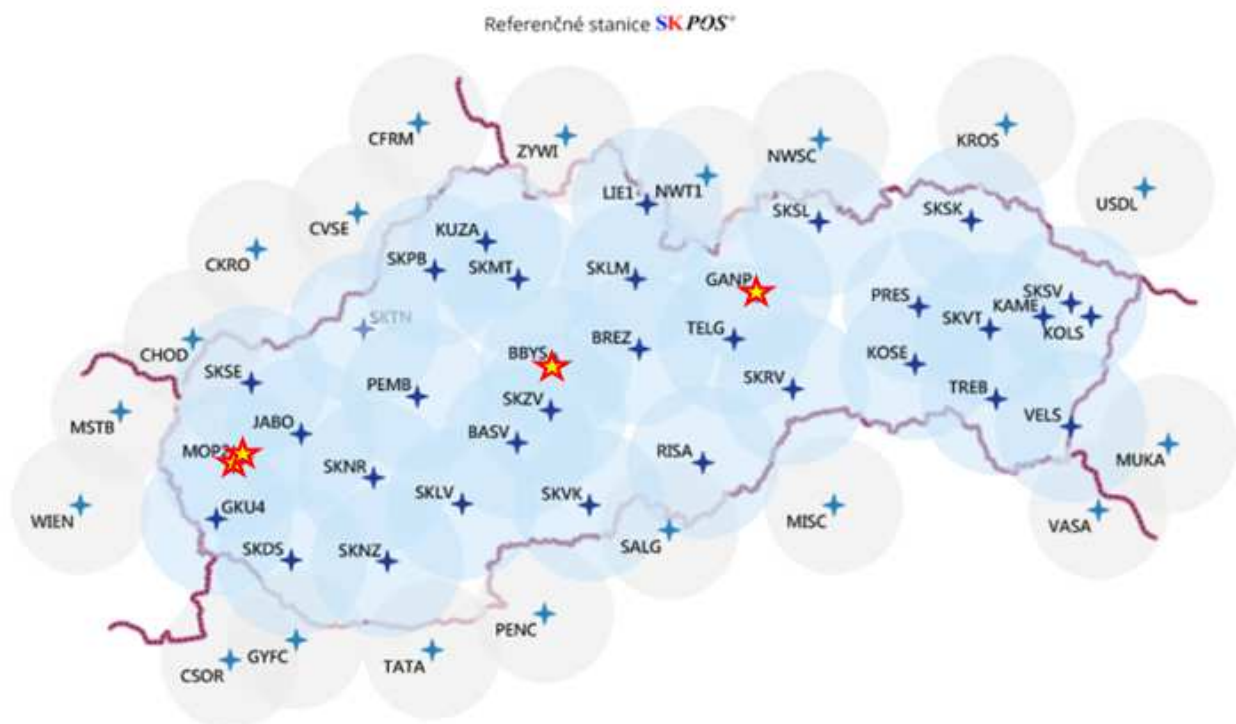 Referenčné stanice SKPOS®
CFRM
ZYWI
NWSC
KROS
LIE1
NWT1
USDL
CVSE
SKSL
SKSK
KUZA
CKRO
SKPB
SKMT
SKLM
GANP
PRES
KAME
SKSV
SKTN
SKVT
KOLS
CHOD
BREZ
TELG
BBYS
KOSE
SKSE
PEMB
SKRV
TREB
SKZV
MSTB
JABO
BASV
VELS
MOP2
SKNR
RISA
MUKA
SKLV
SKVK
WIEN
GKU4
MISC
VASA
SALG
SKDS
SKNZ
PENC
GYFC
TATA
CSOR